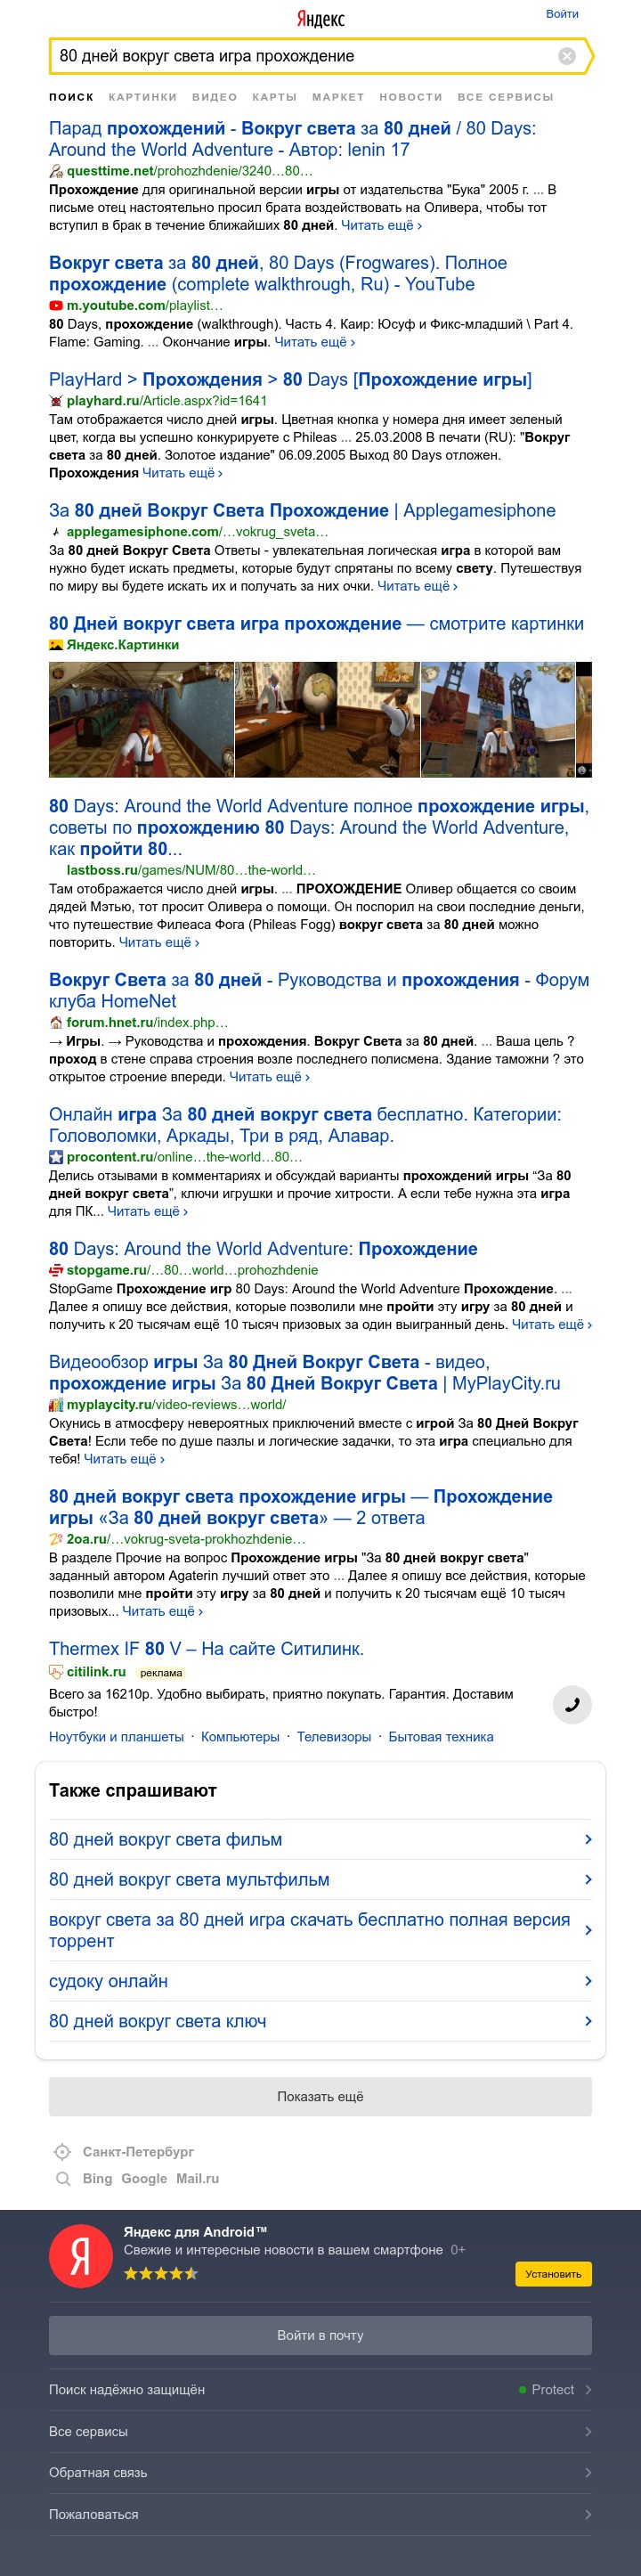 Яндекс
Войти
80 дней вокруг света игра прохождение
ПОИСК КАРТИНКИ ВИДЕО КАРТЫ МАРКЕТ НОВОСТИ ВСЕ СЕРВИСЫ
Парад прохождений - Вокруг света за 80 дней / 80 Days:
Around the World Adventure - Автор: lenin 17
questtime.net/prohozhdenie/3240…80…
Прохождение для оригинальной версии игры от издательства "Бука" 2005 г. ... В
письме отец настоятельно просил брата воздействовать на Оливера, чтобы тот
вступил в брак в течение ближайших 80 дней. Читать ещё ›
Вокруг света за 80 дней, 80 Days (Frogwares). Полное
прохождение (complete walkthrough, Ru) - YouTube
m.youtube.com/playlist…
80 Days, прохождение (walkthrough). Часть 4. Каир: Юсуф и Фикс-младший \ Part 4.
Flame: Gaming. ... Окончание игры. Читать ещё ›
PlayHard > Прохождения > 80 Days [Прохождение игры]
playhard.ru/Article.aspx?id=1641
Там отображается число дней игры. Цветная кнопка у номера дня имеет зеленый
цвет, когда вы успешно конкурируете с Phileas ... 25.03.2008 В печати (RU): "Вокруг
света за 80 дней. Золотое издание" 06.09.2005 Выход 80 Days отложен.
Прохождения Читать ещё ›
За 80 дней Вокруг Света Прохождение | Applegamesiphone
applegamesiphone.com/…vokrug_sveta…
За 80 дней Вокруг Света Ответы - увлекательная логическая игра в которой вам
нужно будет искать предметы, которые будут спрятаны по всему свету. Путешествуя
по миру вы будете искать их и получать за них очки. Читать ещё ›
80 Дней вокруг света игра прохождение — смотрите картинки
Яндекс.Картинки
80 Days: Around the World Adventure полное прохождение игры,
советы по прохождению 80 Days: Around the World Adventure,
как пройти 80...
lastboss.ru/games/NUM/80…the-world…
Там отображается число дней игры. ... ПРОХОЖДЕНИЕ Оливер общается со своим
дядей Мэтью, тот просит Оливера о помощи. Он поспорил на свои последние деньги,
что путешествие Филеаса Фога (Phileas Fogg) вокруг света за 80 дней можно
повторить. Читать ещё ›
Вокруг Света за 80 дней - Руководства и прохождения - Форум
клуба HomeNet
forum.hnet.ru/index.php…
→ Игры. → Руководства и прохождения. Вокруг Света за 80 дней. ... Ваша цель ?
проход в стене справа строения возле последнего полисмена. Здание таможни ? это
открытое строение впереди. Читать ещё ›
Онлайн игра За 80 дней вокруг света бесплатно. Категории:
Головоломки, Аркады, Три в ряд, Алавар.
procontent.ru/online…the-world…80…
Делись отзывами в комментариях и обсуждай варианты прохождений игры “За 80
дней вокруг света”, ключи игрушки и прочие хитрости. А если тебе нужна эта игра
для ПК... Читать ещё ›
80 Days: Around the World Adventure: Прохождение
stopgame.ru/…80…world…prohozhdenie
StopGame Прохождение игр 80 Days: Around the World Adventure Прохождение. ...
Далее я опишу все действия, которые позволили мне пройти эту игру за 80 дней и
получить к 20 тысячам ещё 10 тысяч призовых за один выигранный день. Читать ещё ›
Видеообзор игры За 80 Дней Вокруг Света - видео,
прохождение игры За 80 Дней Вокруг Света | MyPlayCity.ru
myplaycity.ru/video-reviews…world/
Окунись в атмосферу невероятных приключений вместе с игрой За 80 Дней Вокруг
Света! Если тебе по душе пазлы и логические задачки, то эта игра специально для
тебя! Читать ещё ›
80 дней вокруг света прохождение игры — Прохождение
игры «За 80 дней вокруг света» — 2 ответа
2oa.ru/…vokrug-sveta-prokhozhdenie…
В разделе Прочие на вопрос Прохождение игры "За 80 дней вокруг света"
заданный автором Agaterin лучший ответ это ... Далее я опишу все действия, которые
позволили мне пройти эту игру за 80 дней и получить к 20 тысячам ещё 10 тысяч
призовых... Читать ещё ›
Thermex IF 80 V – На сайте Ситилинк.
citilink.ru реклама
Всего за 16210р. Удобно выбирать, приятно покупать. Гарантия. Доставим
быстро!
Ноутбуки и планшеты · Компьютеры · Телевизоры · Бытовая техника
Также спрашивают
80 дней вокруг света фильм
80 дней вокруг света мультфильм
вокруг света за 80 дней игра скачать бесплатно полная версия
торрент
судоку онлайн
80 дней вокруг света ключ
Показать ещё
Санкт-Петербург
Bing Google Mail.ru
Я
Яндекс для Android™
Свежие и интересные новости в вашем смартфоне 0+
Установить
Войти в почту
Поиск надёжно защищён
Protect
Все сервисы
Обратная связь
Пожаловаться